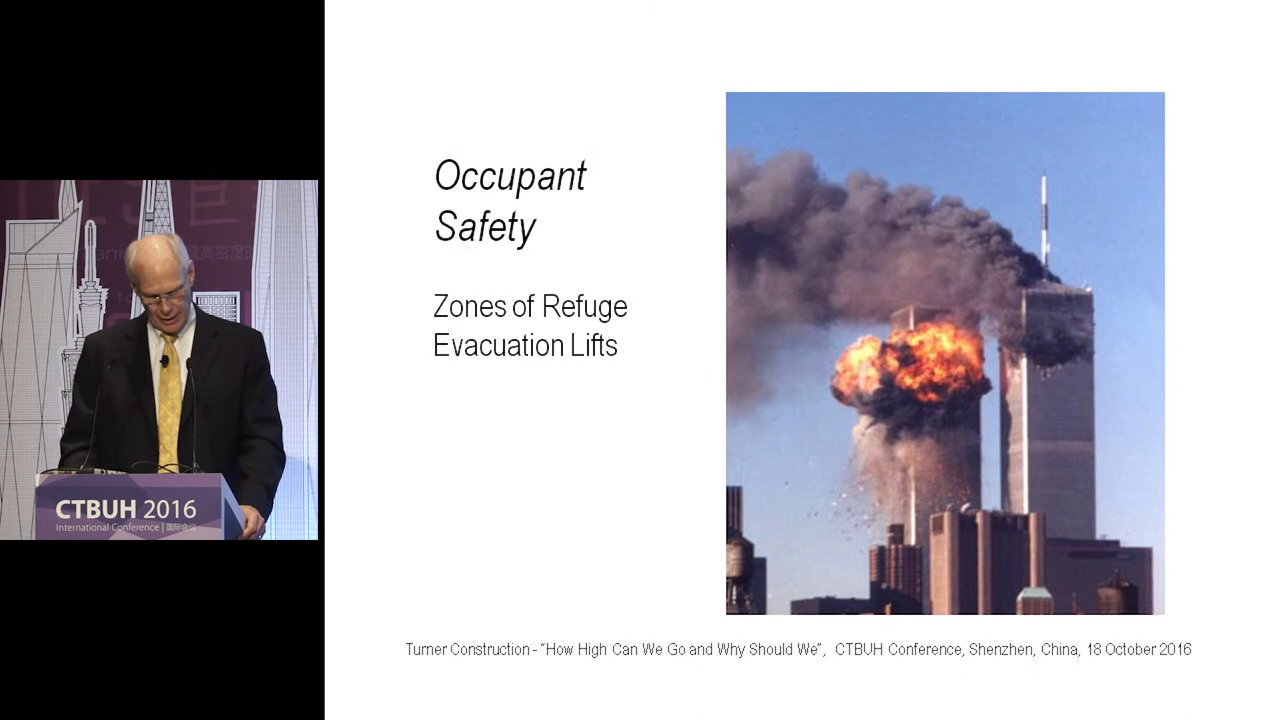 Occupant
Safety
Zones of Refuge
Evacuation Lifts
CTBUH 2016
International Conference | 国际会议
Turner Construction - “How High Can We Go and Why Should We”, CTBUH Conference, Shenzhen, China, 18 October 2016